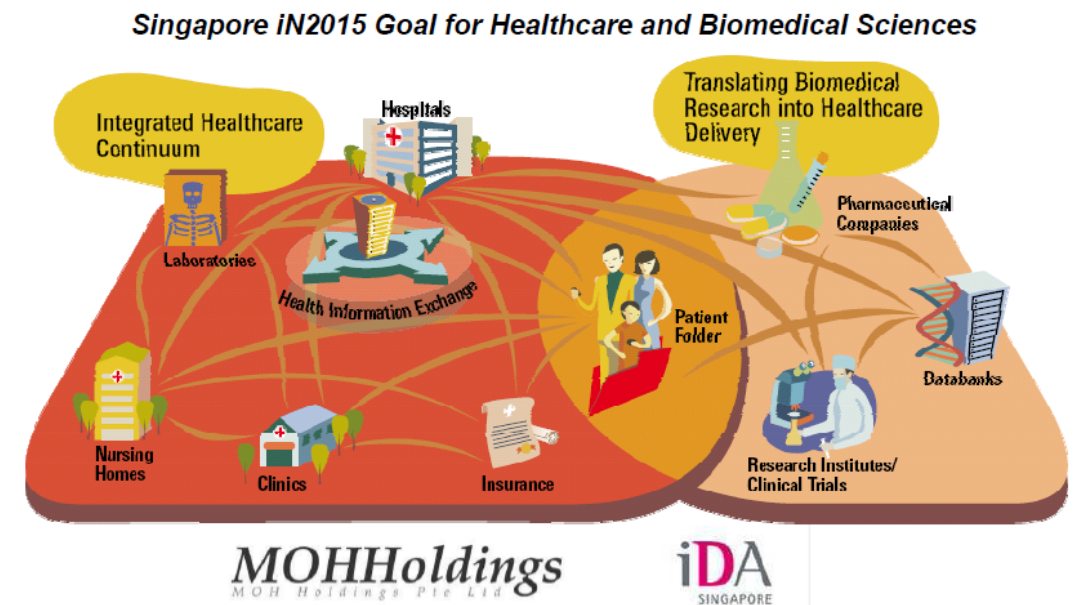 Singapore iN2015 Goal for Healthcare and Biomedical Sciences
Integrated Healthcare
Continuum
Hospitals
Translating Biomedical
Research into Healthcare
Delivery
Laboratories
Health Information Exchange
Pharmaceutical
Companies
Patient
Folder
Databanks
Nursing
Homes
Clinics
Insurance
Research Institutes/
Clinical Trials
MOHHoldings
MOH Holdings Pte Ltd
iDA
SINGAPORE